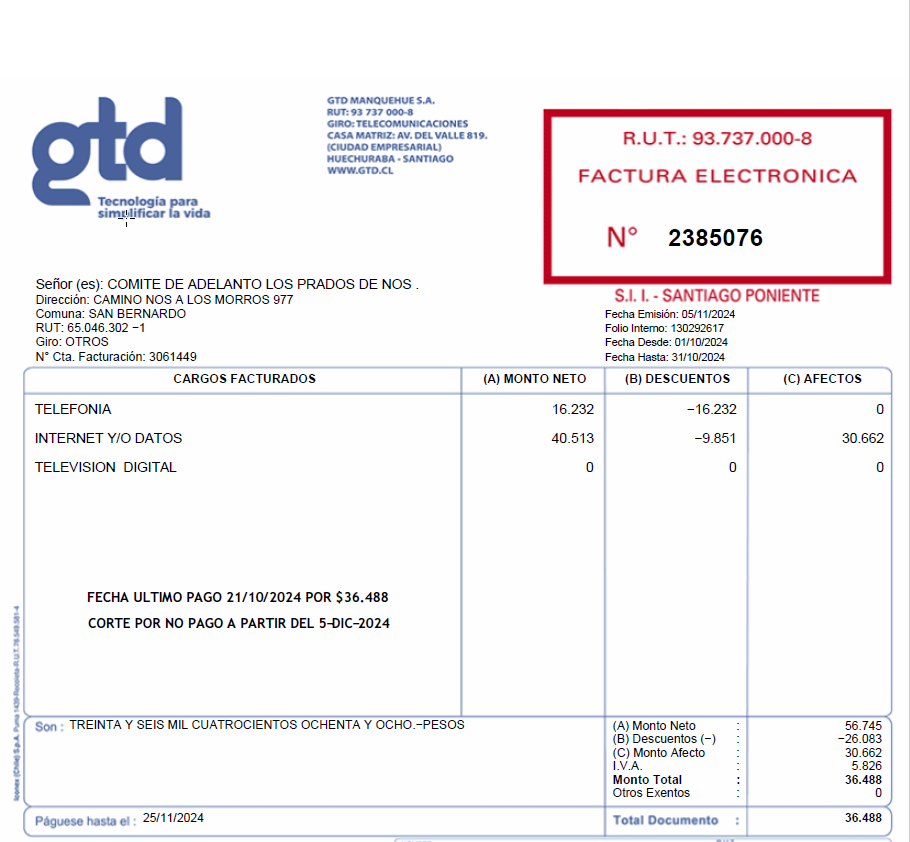 gtd
Tecnología para
simplificar la vida
GTD MANQUEHUE S.A.
RUT: 93 737 000-8
GIRO: TELECOMUNICACIONES
CASA MATRIZ: AV. DEL VALLE 819.
(CIUDAD EMPRESARIAL)
HUECHURABA - SANTIAGO
WWW.GTD.CL
R.U.T.: 93.737.000-8
FACTURA ELECTRONICA
N° 2385076
S.I.I. - SANTIAGO PONIENTE
Señor (es): COMITE DE ADELANTO LOS PRADOS DE NOS .
Dirección: CAMINO NOS A LOS MORROS 977
Comuna: SAN BERNARDO
RUT: 65.046.302 −1
Giro: OTROS
N° Cta. Facturación: 3061449
Fecha Emisión: 05/11/2024
Folio Interno: 130292617
Fecha Desde: 01/10/2024
Fecha Hasta: 31/10/2024
CARGOS FACTURADOS (A) MONTO NETO (B) DESCUENTOS (C) AFECTOS
TELEFONIA 16.232 −16.232 0
INTERNET Y/O DATOS 40.513 −9.851 30.662
TELEVISION DIGITAL 0 0 0
FECHA ULTIMO PAGO 21/10/2024 POR $36.488
CORTE POR NO PAGO A PARTIR DEL 5-DIC-2024
Son : TREINTA Y SEIS MIL CUATROCIENTOS OCHENTA Y OCHO.−PESOS
(A) Monto Neto : 56.745
(B) Descuentos (−) : −26.083
(C) Monto Afecto : 30.662
I.V.A. : 5.826
Monto Total : 36.488
Otros Exentos : 0
Páguese hasta el : 25/11/2024
Total Documento : 36.488